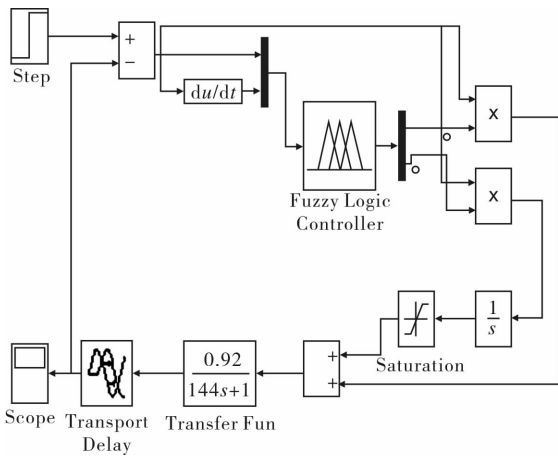 Step
+
−
du/dt
Fuzzy Logic
Controller
x
x
1
s
Saturation
+
+
0.92
144s+1
Transfer Fun
Transport
Delay
Scope